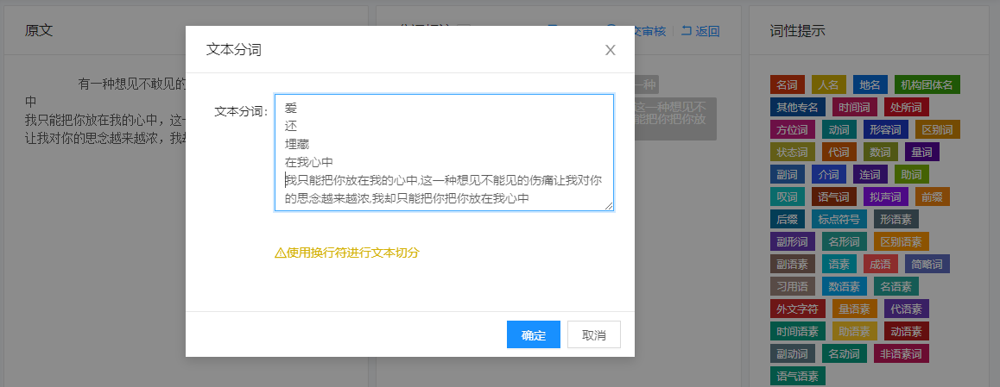 原文
有一种想见不敢见的
中
我只能把你放在我的心中，这一
让我对你的思念越来越浓，我却
交审核
返回
一种
这一种想见不
能把你把你放
文本分词
文本分词：
爱
还
埋藏
在我心中
我只能把你放在我的心中,这一种想见不能见的伤痛让我对你
的思念越来越浓,我却只能把你把你放在我心中
使用换行符进行文本切分
确定 取消
词性提示
名词 人名 地名 机构团体名
其他专名 时间词 处所词
方位词 动词 形容词 区别词
状态词 代词 数词 量词
副词 介词 连词 助词
叹词 语气词 拟声词 前缀
后缀 标点符号 形语素
副形词 名形词 区别语素
副语素 语素 成语 简略词
习用语 数语素 名语素
外文字符 量语素 代语素
时间语素 助语素 动语素
副动词 名动词 非语素词
语气语素